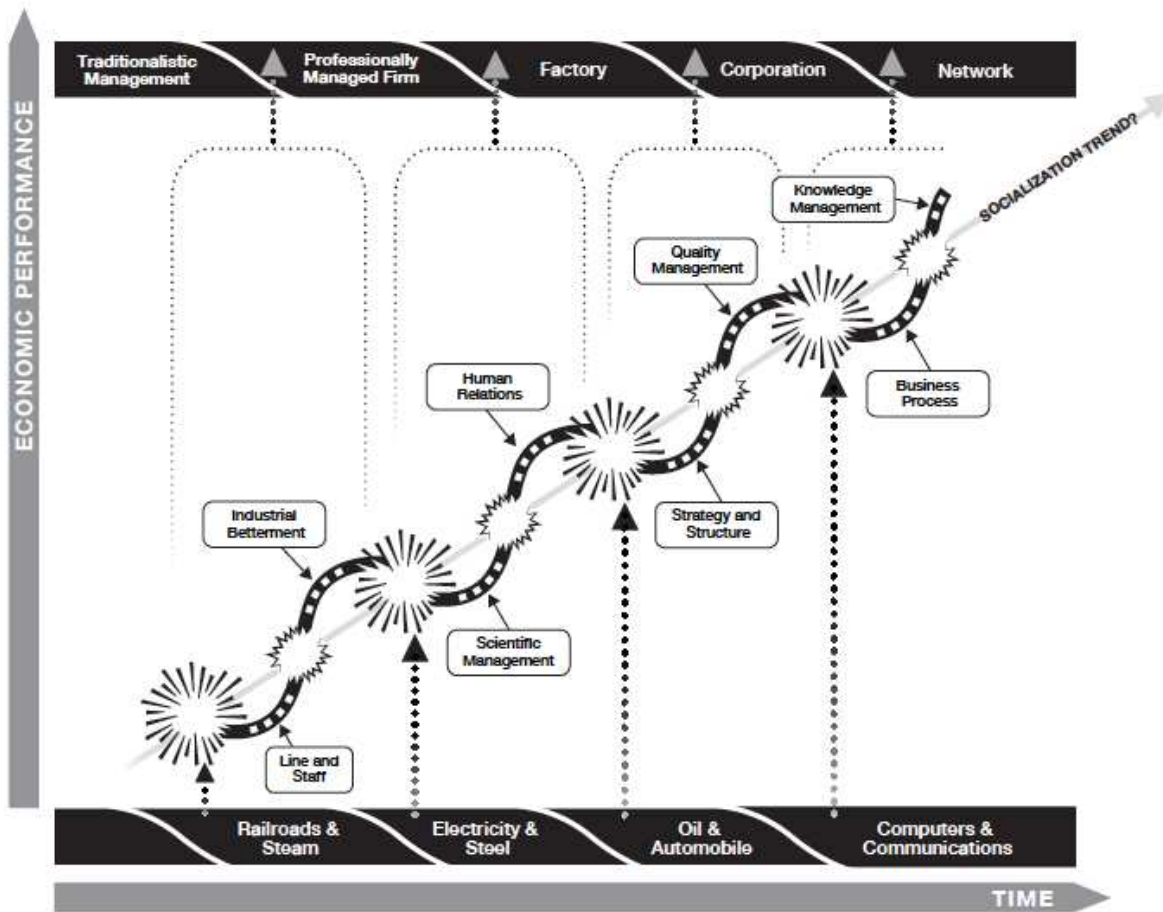 ECONOMIC PERFORMANCE
Traditionalistic
Management
Professionally
Managed Firm
Factory
Corporation
Network
SOCIALIZATION TREND?
Knowledge
Management
Quality
Management
Business
Process
Human
Relations
Strategy and
Structure
Industrial
Betterment
Scientific
Management
Line and
Staff
Railroads &
Steam
Electricity &
Steel
Oil &
Automobile
Computers &
Communications
TIME